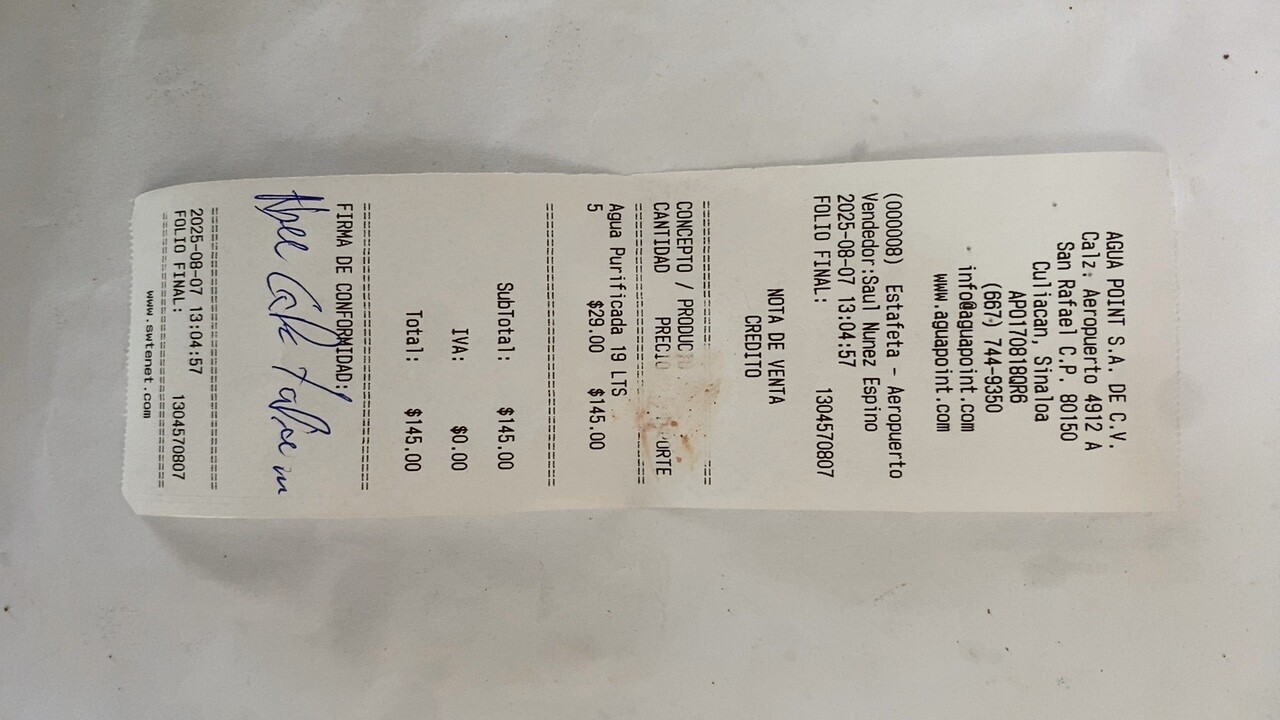 AGUA POINT S.A. DE C.V.
Calz: Aeropuerto 4912 A
San Rafael C.P. 80150
Culiacan, Sinaloa
APO170818QR6
(667) 744-9350
info@aguapoint.com
www.aguapoint.com
(000008) Estafeta - Aeropuerto
Vendedor:Saul Nunez Espino
2025-08-07 13:04:57
FOLIO FINAL: 1304570807
NOTA DE VENTA
CREDITO
================================
CONCEPTO / PRODUCTO
CANTIDAD PRECIO
================================
Agua Purificada 19 LTS
5 $29.00 $145.00
================================
SubTotal: $145.00
IVA: $0.00
Total: $145.00
================================
FIRMA DE CONFORMIDAD:
================================
2025-08-07 13:04:57
FOLIO FINAL: 1304570807
================================
www.swtenet.com